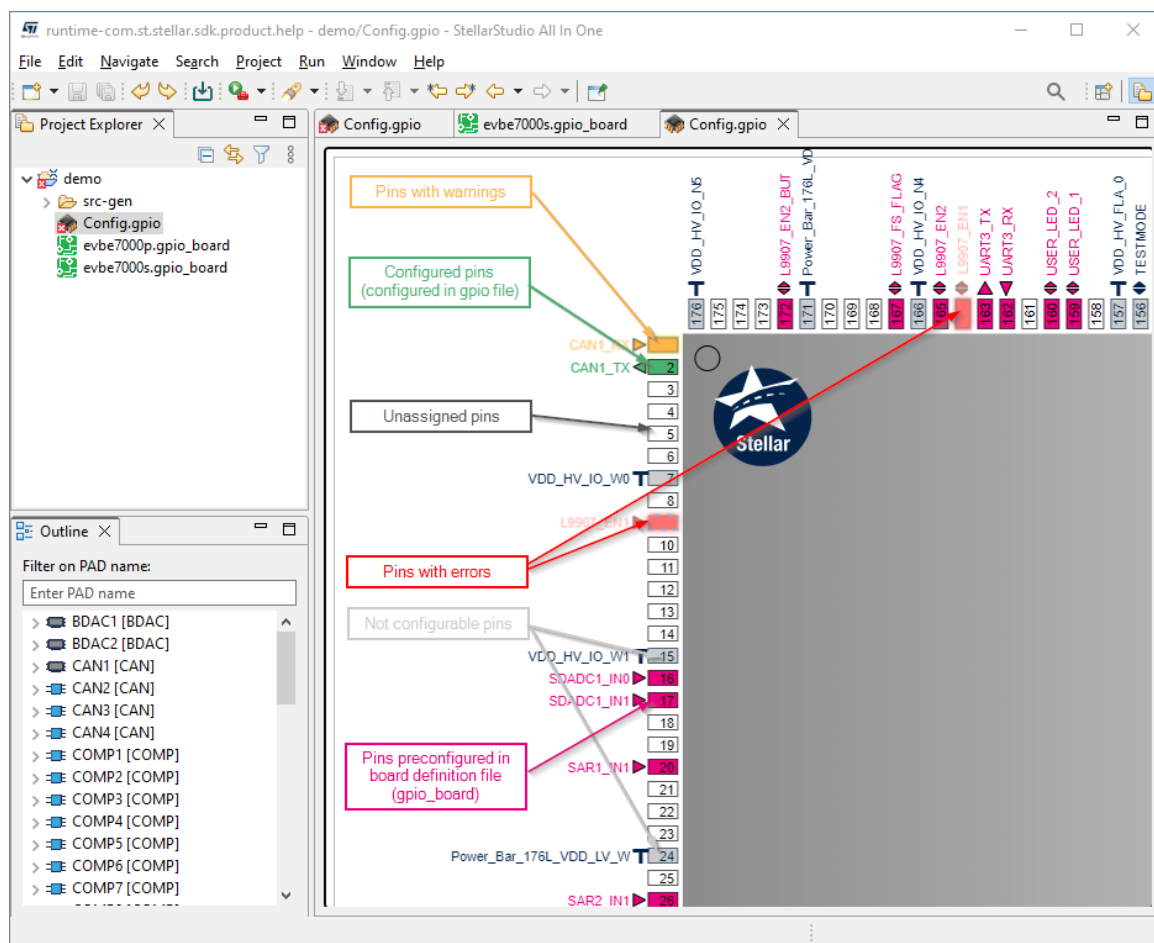 runtime-com.st.stellar.sdk.product.help - demo/Config.gpio - StellarStudio All In One
File Edit Navigate Search Project Run Window Help
Project Explorer
Config.gpio
evbe7000s.gpio_board
Config.gpio
demo
src-gen
Config.gpio
evbe7000p.gpio_board
evbe7000s.gpio_board
Outline
Filter on PAD name:
Enter PAD name
BDAC1 [BDAC]
BDAC2 [BDAC]
CAN1 [CAN]
CAN2 [CAN]
CAN3 [CAN]
CAN4 [CAN]
COMP1 [COMP]
COMP2 [COMP]
COMP3 [COMP]
COMP4 [COMP]
COMP5 [COMP]
COMP6 [COMP]
COMP7 [COMP]
Pins with warnings
Configured pins
(configured in gpio file)
Unassigned pins
Pins with errors
Not configurable pins
Pins preconfigured in
board definition file
(gpio_board)
VDD_HV_IO_N5
L9907_EN2_BUT
Power_Bar_176L_VD
L9907_FS_FLAG
VDD_HV_IO_N4
L9907_EN2
L9907_EN1
UART3_TX
UART3_RX
USER_LED_2
USER_LED_1
VDD_HV_FLA_0
TESTMODE
176 175 174 173 172 171 170 169 168 167 166 165 163 162 161 160 159 158 157 156
CAN1_RX
CAN1_TX 2
3
4
5
6
VDD_HV_IO_W0 7
8
L9907_EN1
10
11
12
13
14
VDD_HV_IO_W1 15
SDADC1_IN0 16
SDADC1_IN1 17
18
19
SAR1_IN1 20
21
22
23
Power_Bar_176L_VDD_LV_W 24
25
SAR2_IN1 26
Stellar